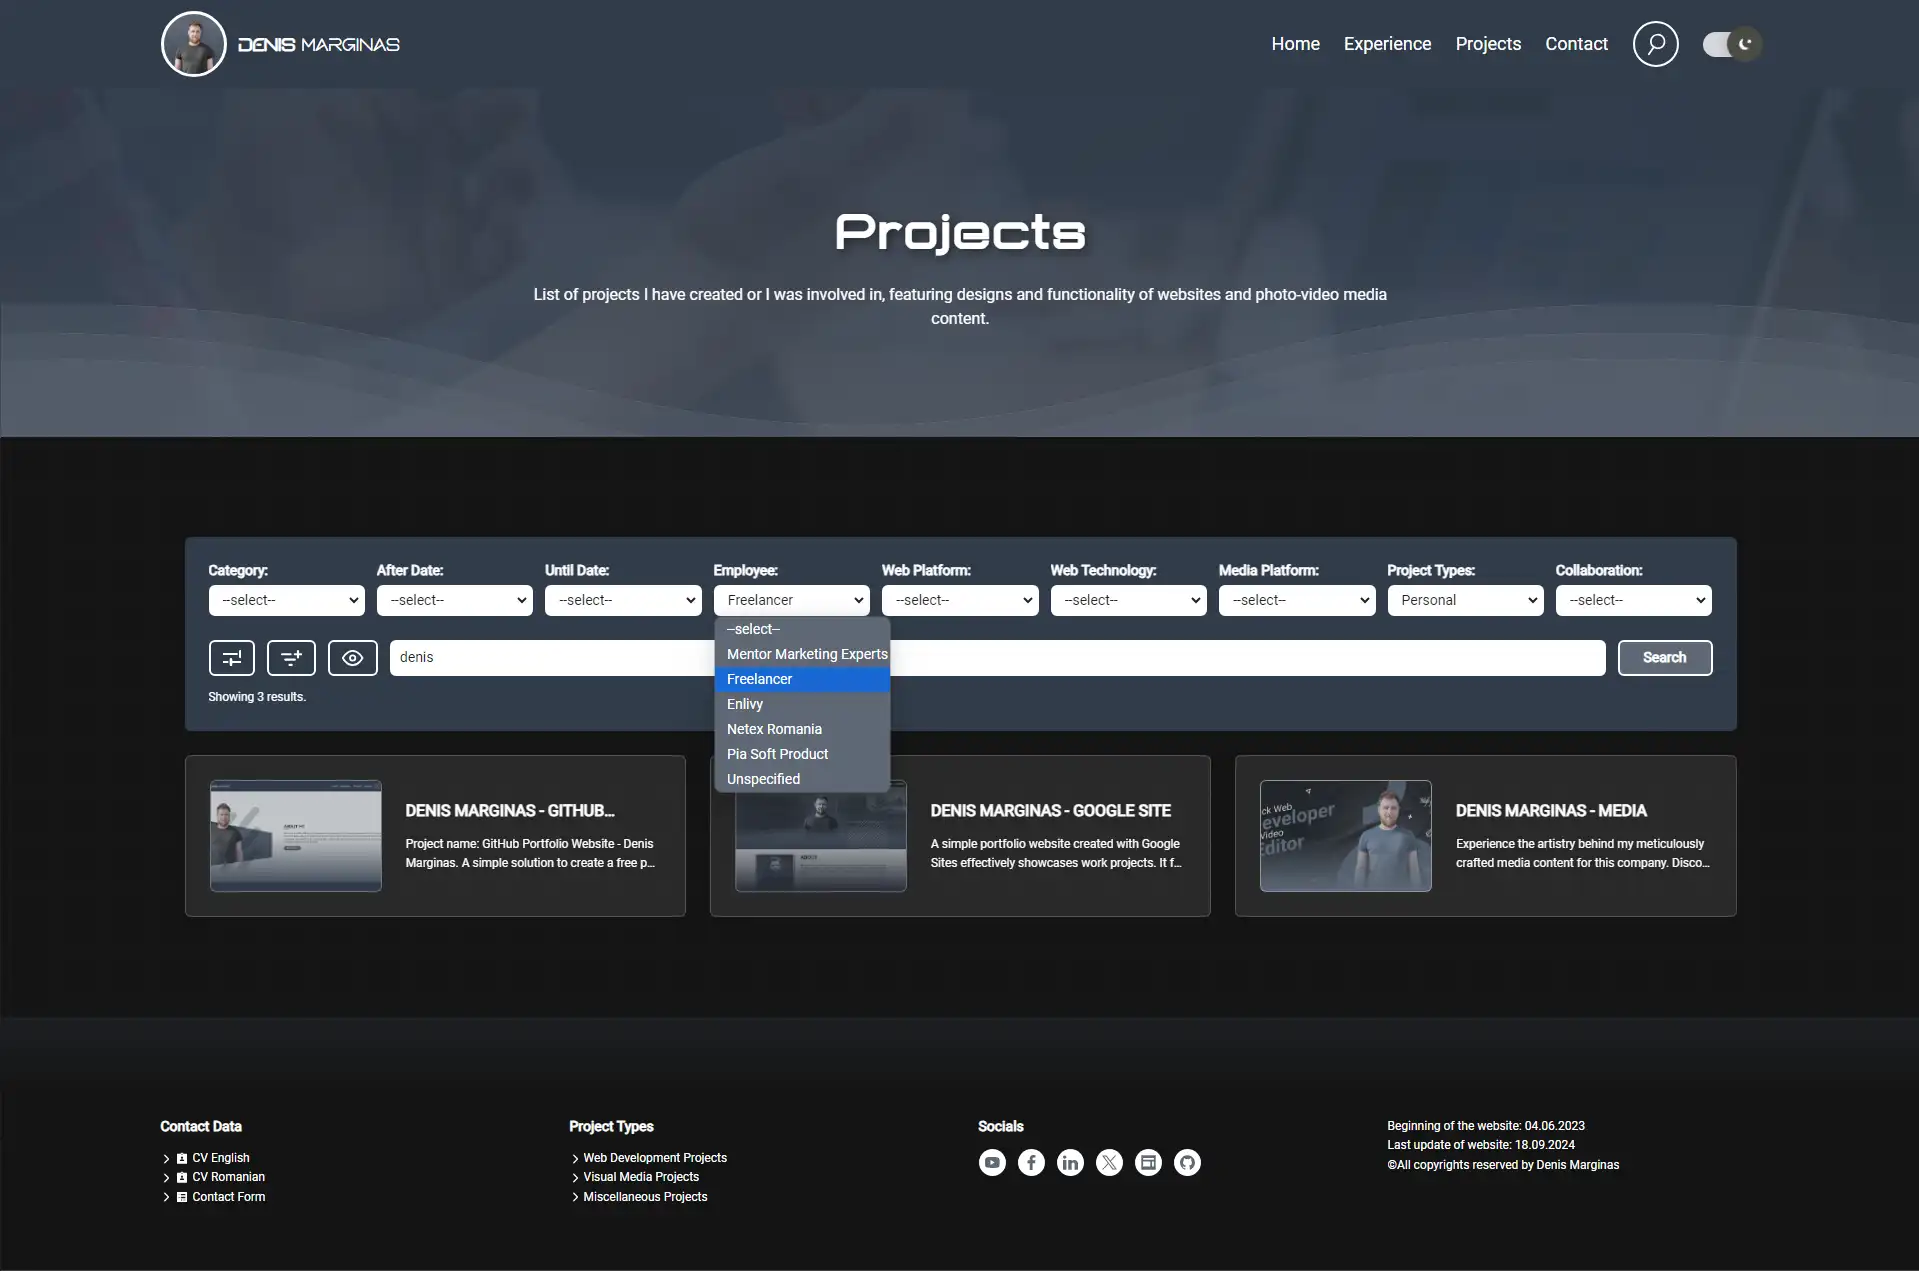 DENIS MARGINAS
Home Experience Projects Contact
Projects
List of projects I have created or I was involved in, featuring designs and functionality of websites and photo-video media
content.
Category: After Date: Until Date: Employee: Web Platform: Web Technology: Media Platform: Project Types: Collaboration:
--select-- --select-- --select-- Freelancer --select-- --select-- --select-- Personal --select--
--select--
Mentor Marketing Experts
Freelancer
Enlivy
Netex Romania
Pia Soft Product
Unspecified
denis
Search
Showing 3 results.
DENIS MARGINAS - GITHUB...
Project name: GitHub Portfolio Website - Denis
Marginas. A simple solution to create a free p...
DENIS MARGINAS - GOOGLE SITE
A simple portfolio website created with Google
Sites effectively showcases work projects. It f...
ck Web
eveloper
Video
Editor
DENIS MARGINAS - MEDIA
Experience the artistry behind my meticulously
crafted media content for this company. Disco...
Contact Data
CV English
CV Romanian
Contact Form
Project Types
Web Development Projects
Visual Media Projects
Miscellaneous Projects
Socials
Beginning of the website: 04.06.2023
Last update of website: 18.09.2024
©All copyrights reserved by Denis Marginas